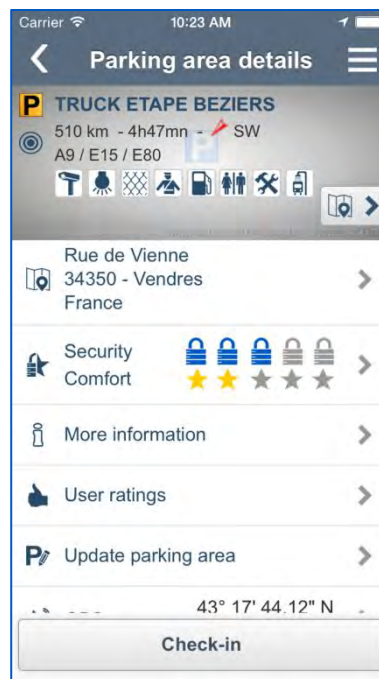 Carrier 10:23 AM
Parking area details
P TRUCK ETAPE BEZIERS
510 km - 4h47mn - SW
A9 / E15 / E80
Rue de Vienne
34350 - Vendres
France
Security
Comfort
More information
User ratings
P Update parking area
43° 17' 44.12" N
Check-in